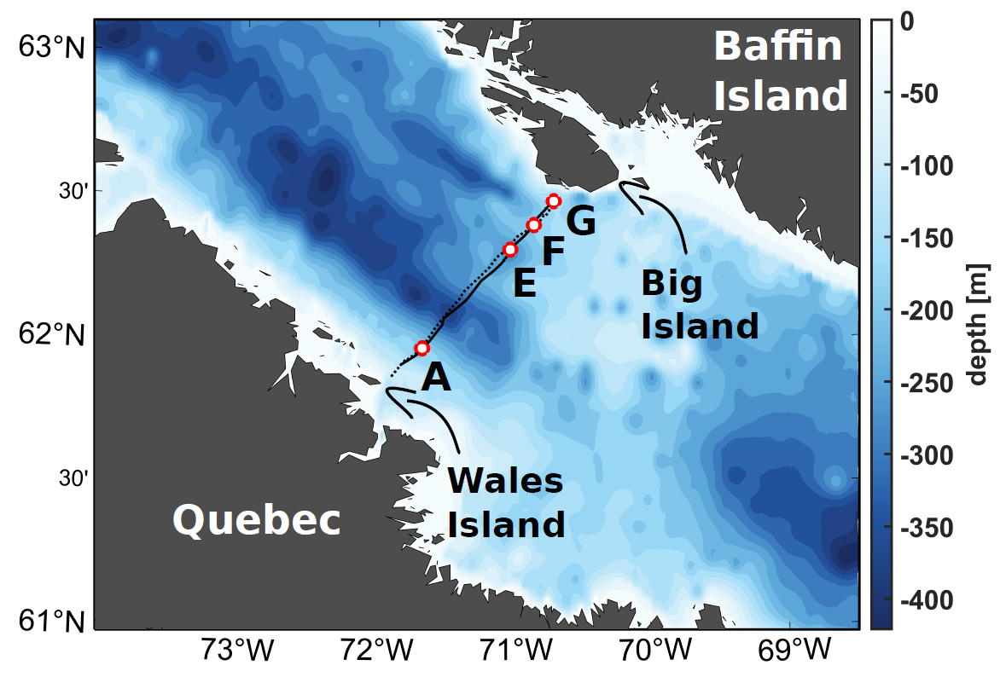 63°N
30'
62°N
30'
61°N
73°W
72°W
71°W
70°W
69°W
Baffin
Island
G
F
E
A
Big
Island
Wales
Island
Quebec
0
-50
-100
-150
-200
-250
-300
-350
-400
depth [m]